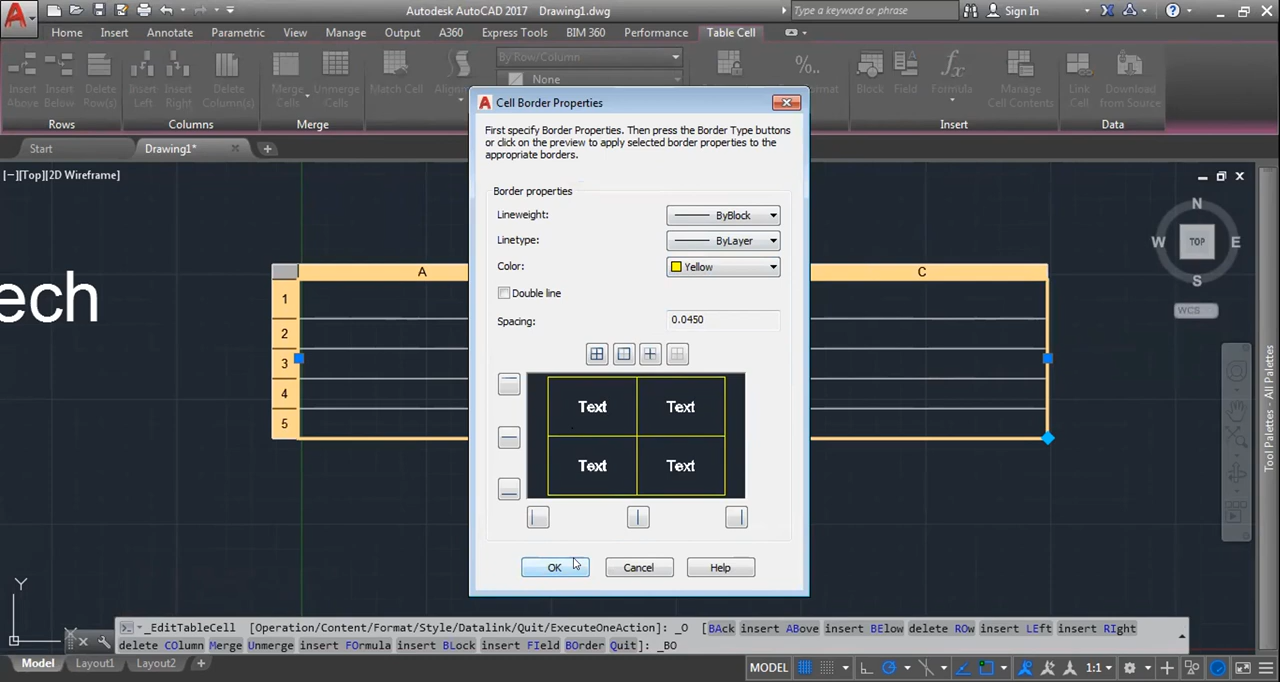 Autodesk AutoCAD 2017 Drawing1.dwg
Type a keyword or phrase
Sign In
Home Insert Annotate Parametric View Manage Output A360 Express Tools BIM 360 Performance Table Cell
By Row/Column
None
Insert Above
Insert Below
Delete Row(s)
Insert Left
Insert Right
Delete Column(s)
Merge Cells
Unmerge Cells
Match Cell
Block
Field
Formula
Manage Cell Contents
Link Cell
Download from Source
Rows Columns Merge Insert Data
Start Drawing1*
[−][Top][2D Wireframe]
Cell Border Properties
First specify Border Properties. Then press the Border Type buttons
or click on the preview to apply selected border properties to the
appropriate borders.
Border properties
Lineweight: ByBlock
Linetype: ByLayer
Color: Yellow
Double line
Spacing: 0.0450
Text Text
Text Text
OK Cancel Help
ech
A C
1
2
3
4
5
N
W TOP E
S
WCS
Tool Palettes - All Palettes
Y
X
_EditTableCell [Operation/Content/Format/Style/Datalink/Quit/ExecuteOneAction]: _O [BAck insert ABove insert BElow delete ROw insert LEft insert RIght
delete COlumn Merge Unmerge insert FOrmula insert BLock insert FIeld BOrder Quit]: _BO
Model Layout1 Layout2 +
MODEL 1:1